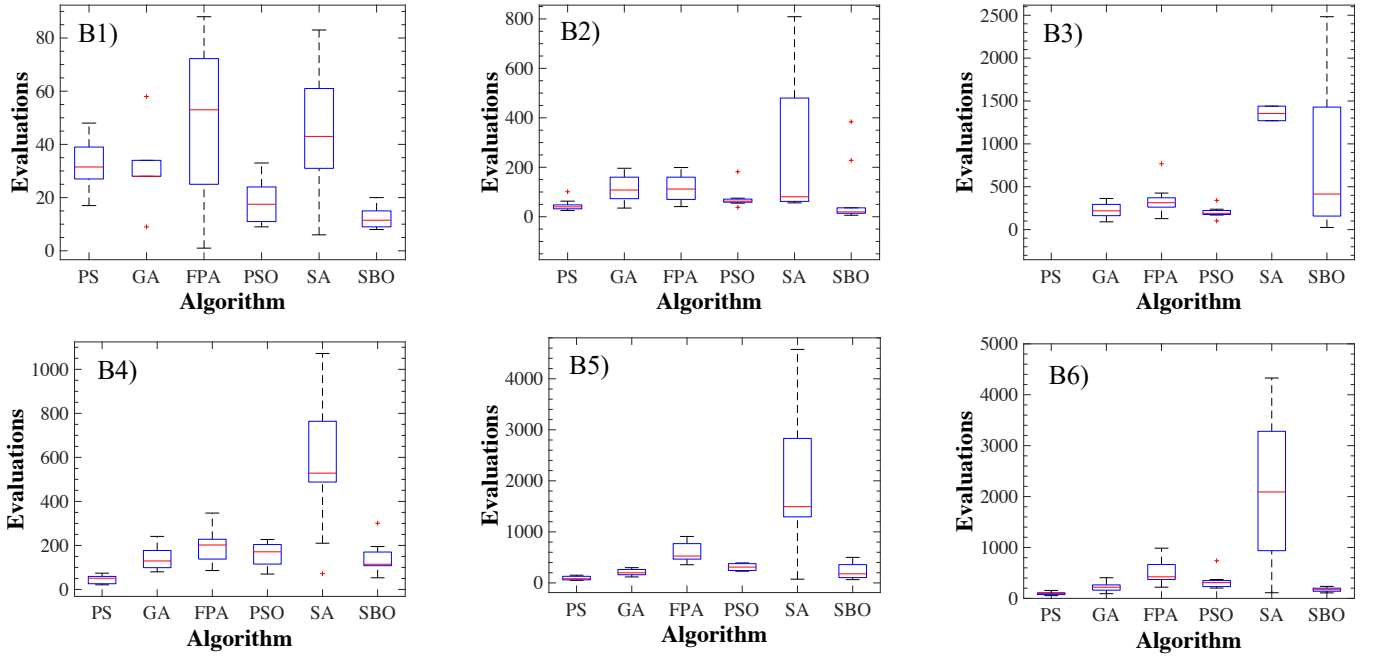 B1)
Evaluations
80
60
40
20
0
PS GA FPA PSO SA SBO
Algorithm
B2)
Evaluations
800
600
400
200
0
PS GA FPA PSO SA SBO
Algorithm
B3)
Evaluations
2500
2000
1500
1000
500
0
PS GA FPA PSO SA SBO
Algorithm
B4)
Evaluations
1000
800
600
400
200
0
PS GA FPA PSO SA SBO
Algorithm
B5)
Evaluations
4000
3000
2000
1000
0
PS GA FPA PSO SA SBO
Algorithm
B6)
Evaluations
5000
4000
3000
2000
1000
0
PS GA FPA PSO SA SBO
Algorithm